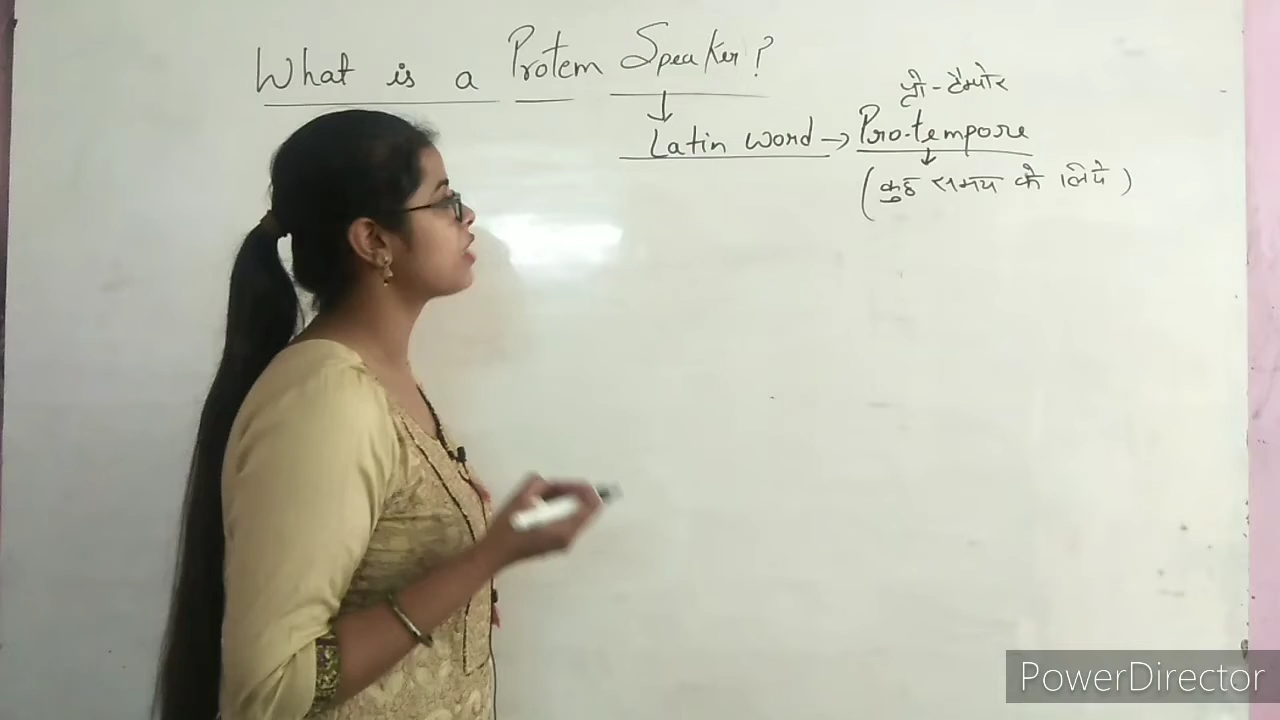 What is a Protem Speaker?
प्रो-टेम्पोर
Latin word → Pro-tempore
(कुछ समय के लिये)
PowerDirector